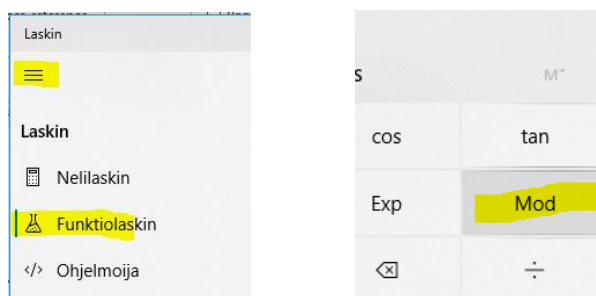 Laskin
Laskin
Nelilaskin
Funktiolaskin
</> Ohjelmoija
s
M˅
cos
tan
Exp
Mod
÷